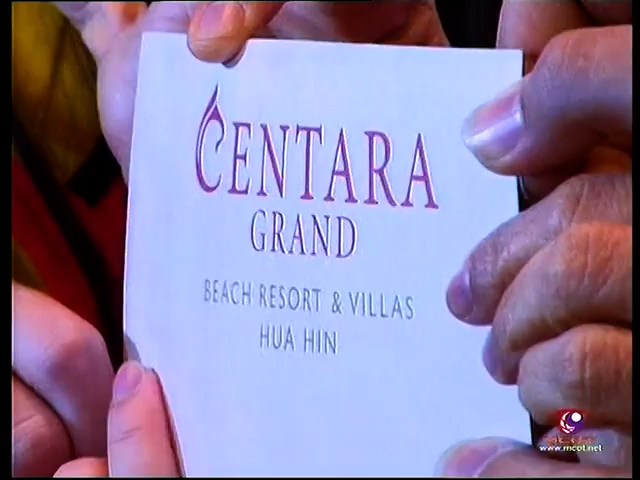 CENTARA
GRAND
BEACH RESORT & VILLAS
HUA HIN
www.mcot.net